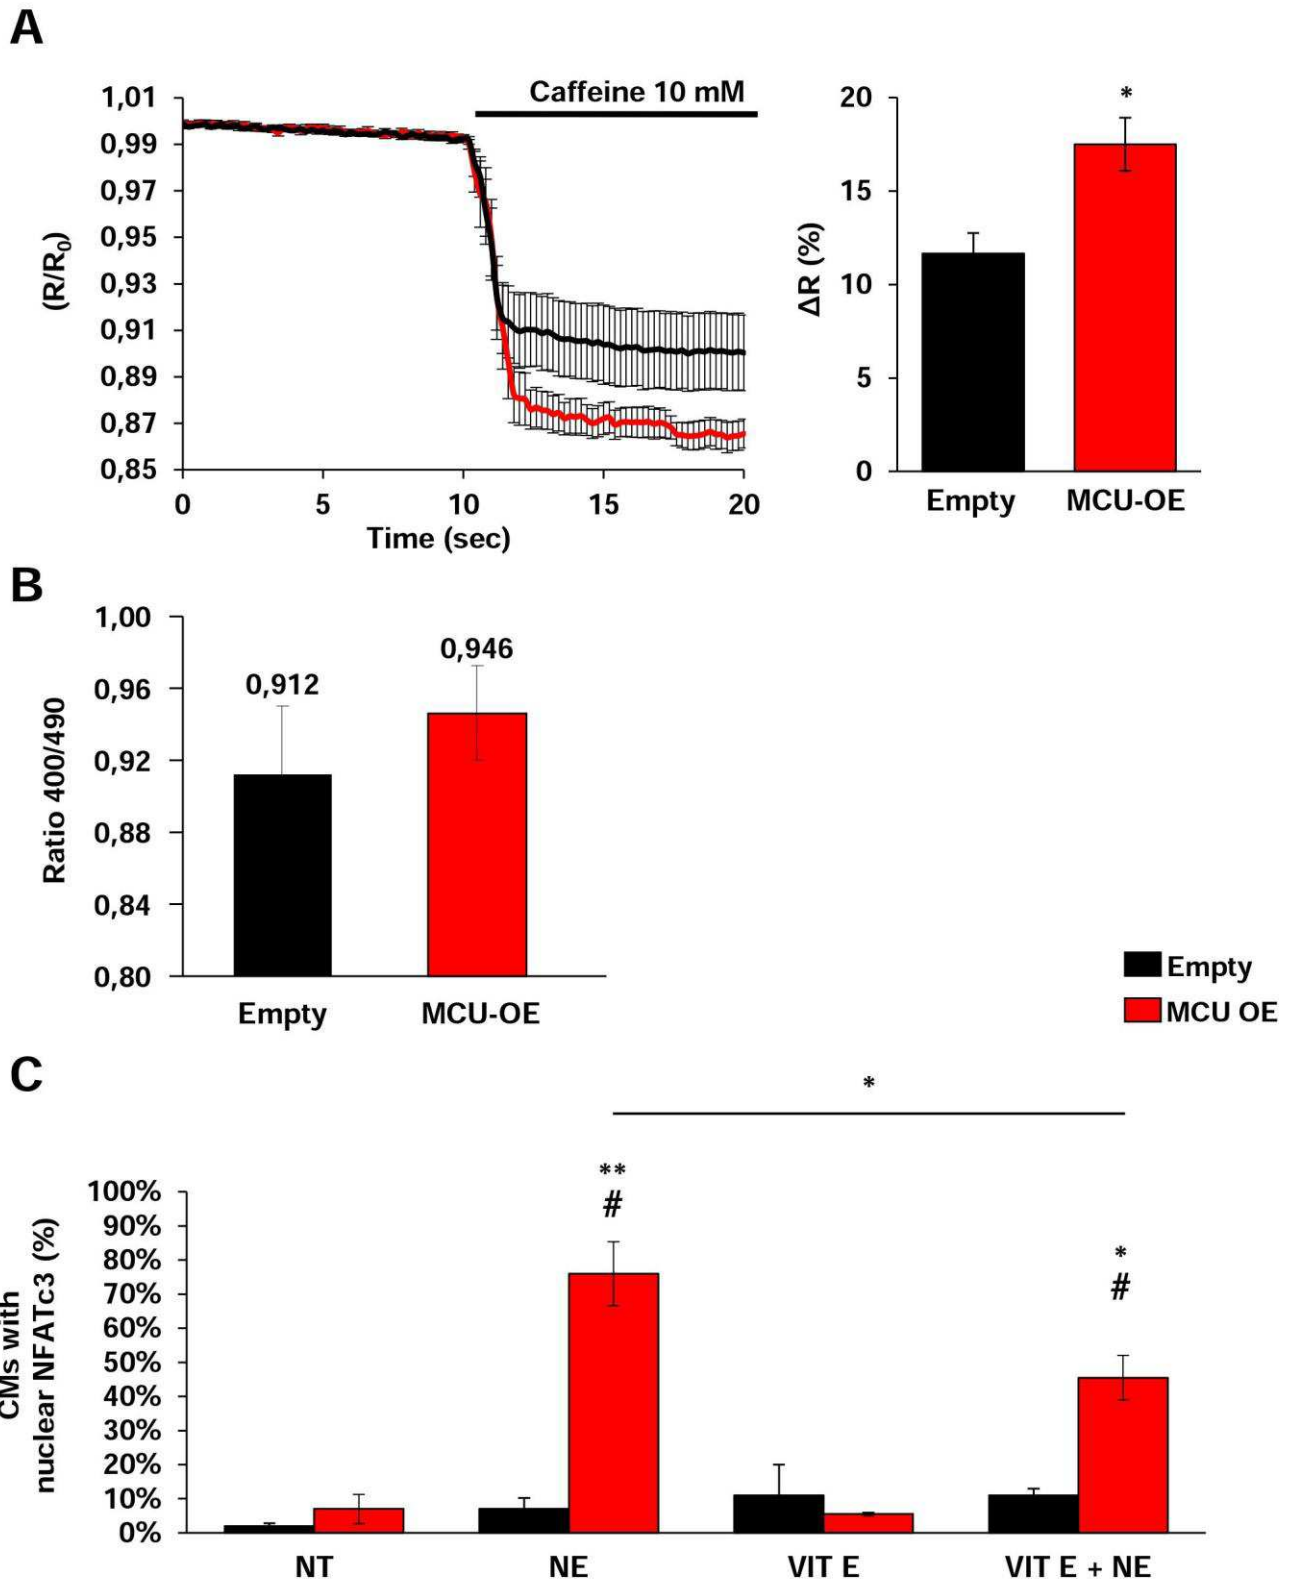 A
Caffeine 10 mM
1,01
0,99
0,97
0,95
0,93
0,91
0,89
0,87
0,85
(R/R0)
0
5
10
15
20
Time (sec)
20
15
10
5
0
ΔR (%)
*
Empty
MCU-OE
B
1,00
0,96
0,92
0,88
0,84
0,80
Ratio 400/490
0,912
0,946
Empty
MCU-OE
Empty
MCU OE
C
*
100%
90%
80%
70%
60%
50%
40%
30%
20%
10%
0%
CMs with
nuclear NFATc3 (%)
**
#
*
#
NT
NE
VIT E
VIT E + NE